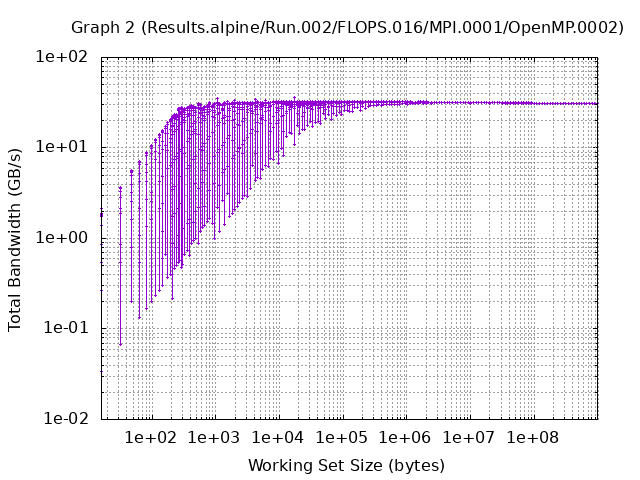 Graph 2 (Results.alpine/Run.002/FLOPS.016/MPI.0001/OpenMP.0002)
1e+02
1e+01
1e+00
1e-01
1e-02
Total Bandwidth (GB/s)
1e+02 1e+03 1e+04 1e+05 1e+06 1e+07 1e+08
Working Set Size (bytes)